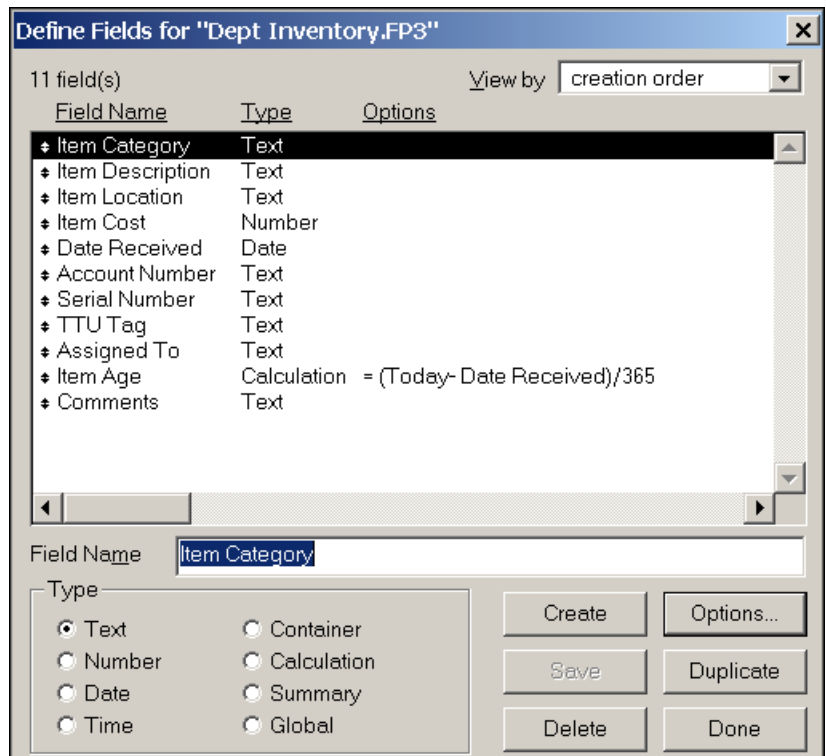 Define Fields for "Dept Inventory.FP3"
11 field(s) View by creation order
Field Name Type Options
Item Category Text
Item Description Text
Item Location Text
Item Cost Number
Date Received Date
Account Number Text
Serial Number Text
TTU Tag Text
Assigned To Text
Item Age Calculation = (Today- Date Received)/365
Comments Text
Field Name Item Category
Type
Text Container Create Options...
Number Calculation Save Duplicate
Date Summary
Time Global Delete Done